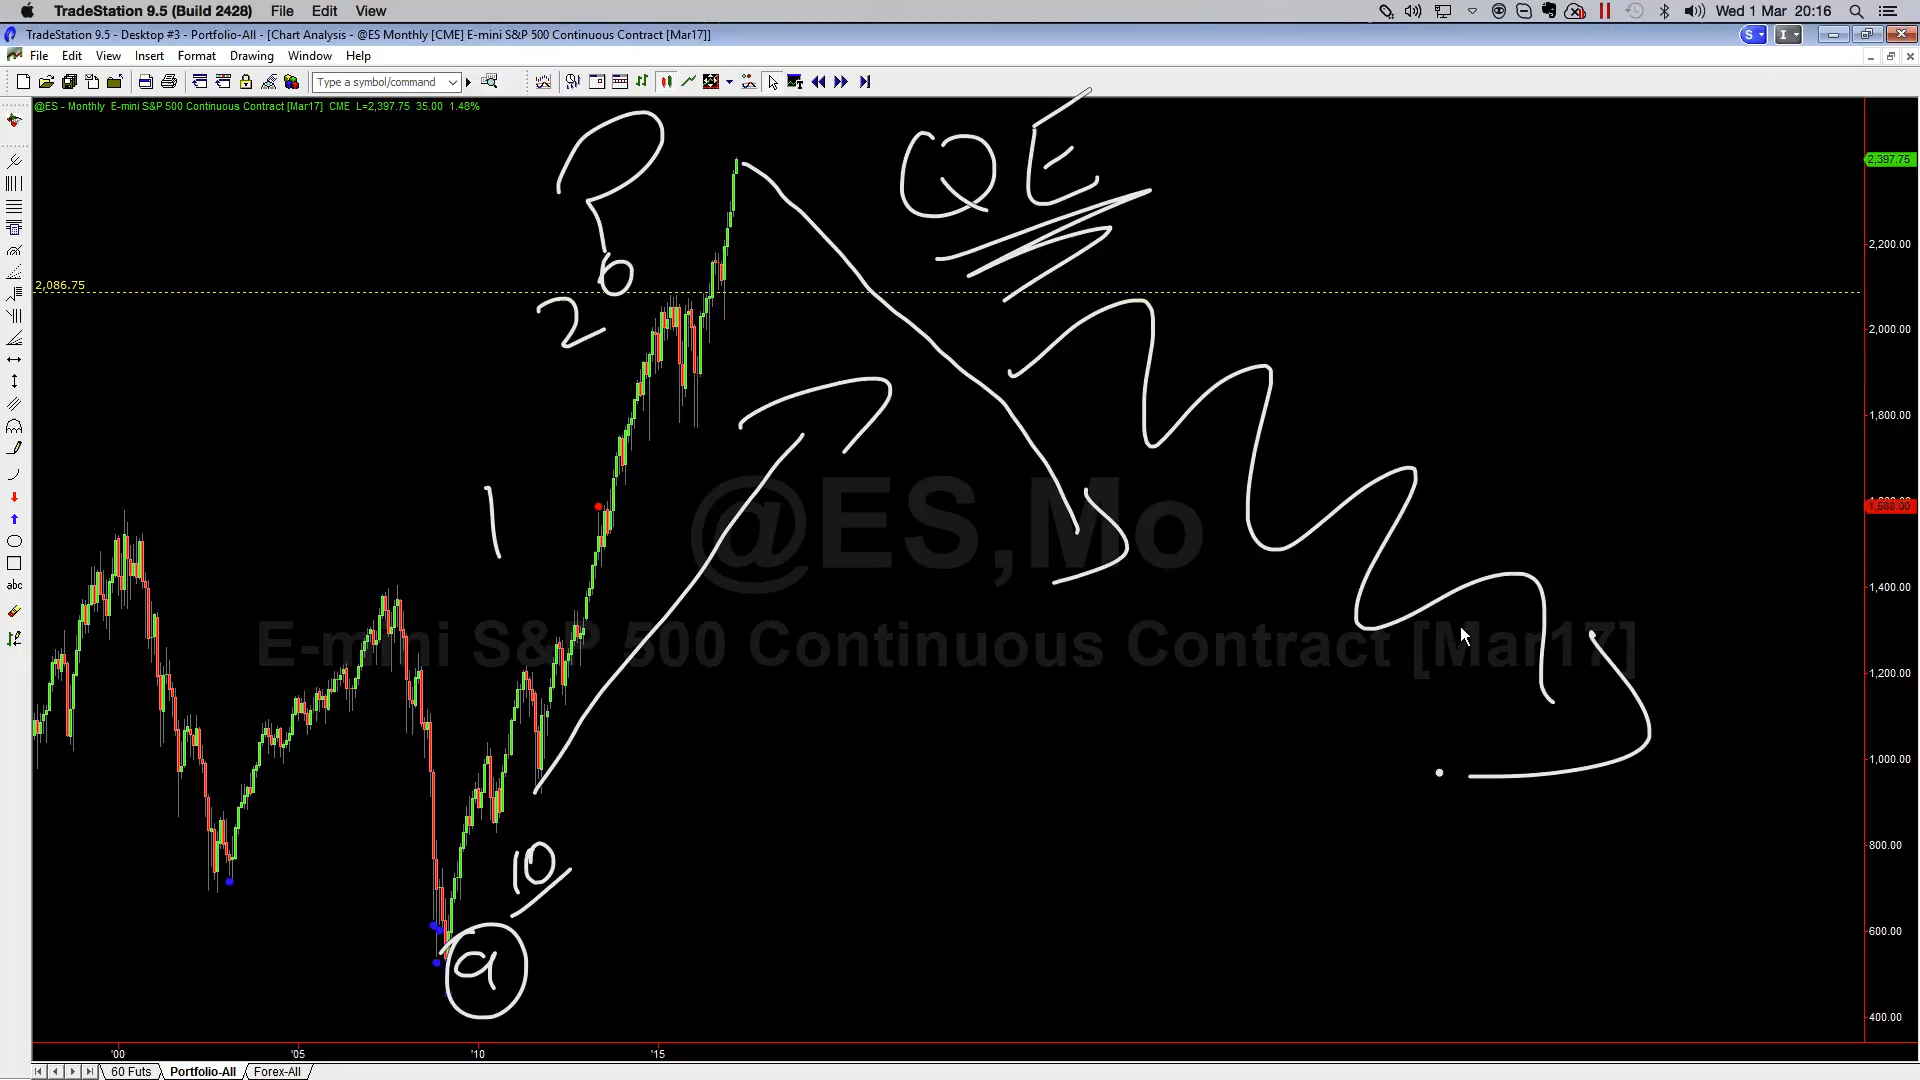 TradeStation 9.5 (Build 2428) File Edit View Wed 1 Mar 20:16
TradeStation 9.5 - Desktop #3 - Portfolio-All - [Chart Analysis - @ES Monthly [CME] E-mini S&P 500 Continuous Contract [Mar17]] S I
File Edit View Insert Format Drawing Window Help
Type a symbol/command
@ES - Monthly E-mini S&P 500 Continuous Contract [Mar17] CME L=2,397.75 35.00 1.48%
QE
2,397.75
2,200.00
2,086.75
2
2,000.00
1,800.00
1
@ES,Mo
1,588.00
abc
1,400.00
E-mini S&P 500 Continuous Contract [Mar17]
1,200.00
1,000.00
10
800.00
600.00
9
400.00
'00 '05 '10 '15
60 Futs Portfolio-All Forex-All